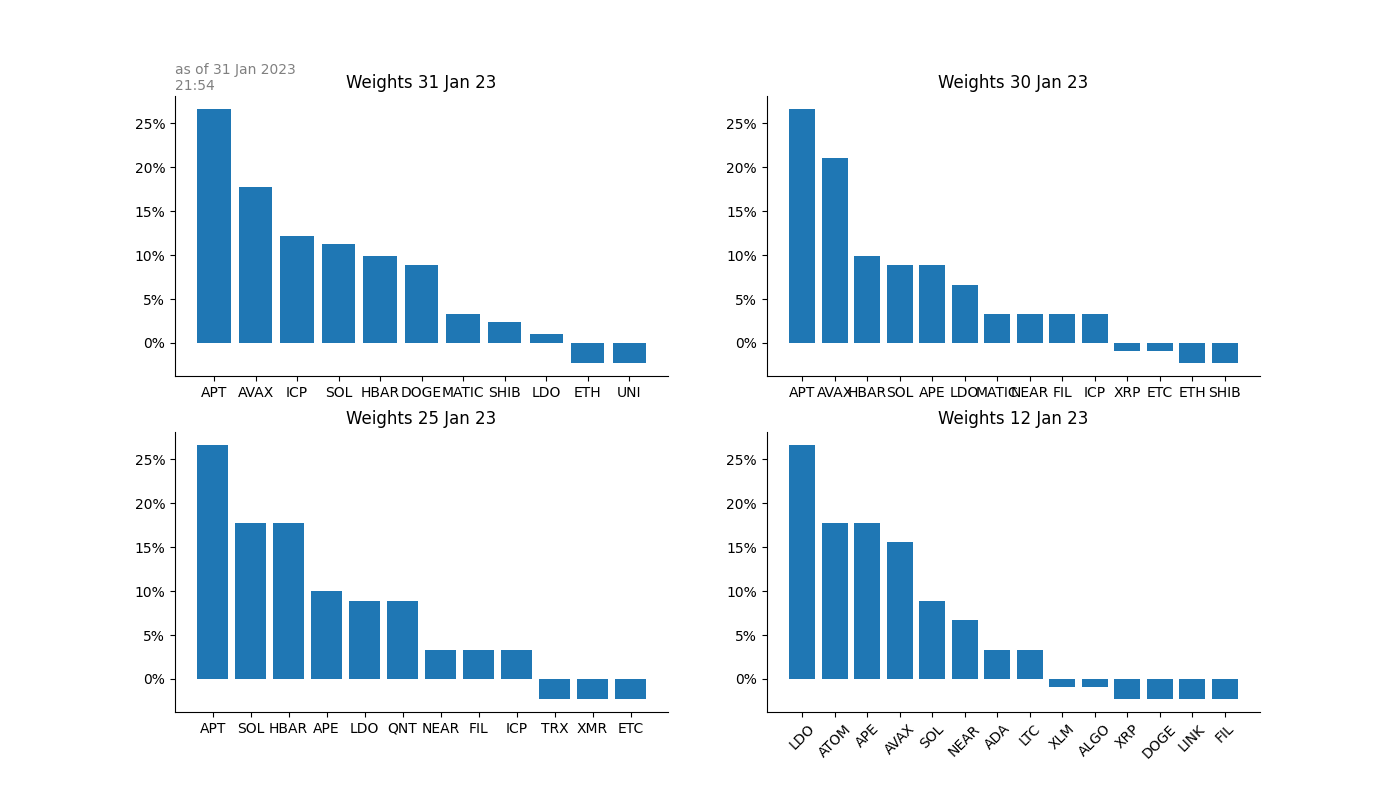 as of 31 Jan 2023
21:54
Weights 31 Jan 23
25%
20%
15%
10%
5%
0%
APT AVAX ICP SOL HBAR DOGE MATIC SHIB LDO ETH UNI
Weights 30 Jan 23
25%
20%
15%
10%
5%
0%
APT AVAX HBAR SOL APE LDO MATIC NEAR FIL ICP XRP ETC ETH SHIB
Weights 25 Jan 23
25%
20%
15%
10%
5%
0%
APT SOL HBAR APE LDO QNT NEAR FIL ICP TRX XMR ETC
Weights 12 Jan 23
25%
20%
15%
10%
5%
0%
LDO ATOM APE AVAX SOL NEAR ADA LTC XLM ALGO XRP DOGE LINK FIL